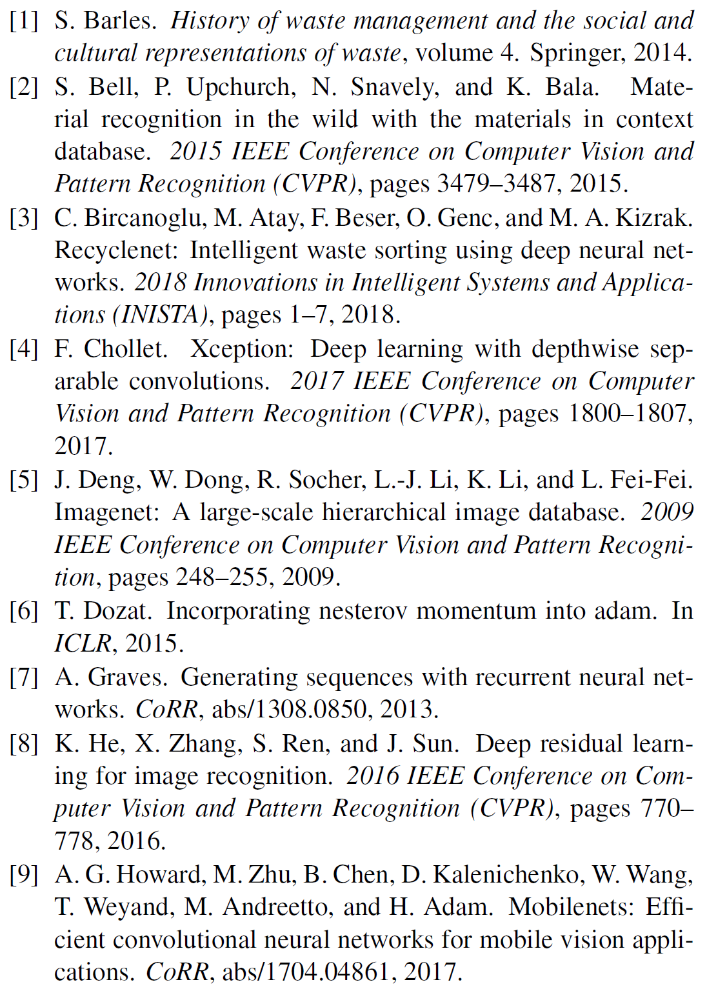 [1] S. Barles. History of waste management and the social and
cultural representations of waste, volume 4. Springer, 2014.
[2] S. Bell, P. Upchurch, N. Snavely, and K. Bala. Mate-
rial recognition in the wild with the materials in context
database. 2015 IEEE Conference on Computer Vision and
Pattern Recognition (CVPR), pages 3479–3487, 2015.
[3] C. Bircanoglu, M. Atay, F. Beser, O. Genc, and M. A. Kizrak.
Recyclenet: Intelligent waste sorting using deep neural net-
works. 2018 Innovations in Intelligent Systems and Applica-
tions (INISTA), pages 1–7, 2018.
[4] F. Chollet. Xception: Deep learning with depthwise sep-
arable convolutions. 2017 IEEE Conference on Computer
Vision and Pattern Recognition (CVPR), pages 1800–1807,
2017.
[5] J. Deng, W. Dong, R. Socher, L.-J. Li, K. Li, and L. Fei-Fei.
Imagenet: A large-scale hierarchical image database. 2009
IEEE Conference on Computer Vision and Pattern Recogni-
tion, pages 248–255, 2009.
[6] T. Dozat. Incorporating nesterov momentum into adam. In
ICLR, 2015.
[7] A. Graves. Generating sequences with recurrent neural net-
works. CoRR, abs/1308.0850, 2013.
[8] K. He, X. Zhang, S. Ren, and J. Sun. Deep residual learn-
ing for image recognition. 2016 IEEE Conference on Com-
puter Vision and Pattern Recognition (CVPR), pages 770–
778, 2016.
[9] A. G. Howard, M. Zhu, B. Chen, D. Kalenichenko, W. Wang,
T. Weyand, M. Andreetto, and H. Adam. Mobilenets: Effi-
cient convolutional neural networks for mobile vision appli-
cations. CoRR, abs/1704.04861, 2017.